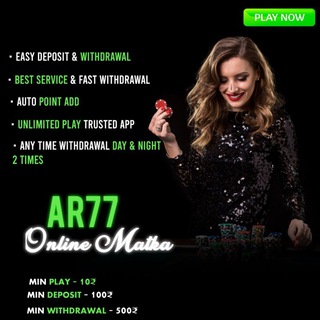 PLAY NOW
• EASY DEPOSIT & WITHDRAWAL
• BEST SERVICE & FAST WITHDRAWAL
• AUTO POINT ADD
• UNLIMITED PLAY TRUSTED APP
• ANY TIME WITHDRAWAL DAY & NIGHT
2 TIMES
AR77
Online Matka
MIN PLAY - 10₹
MIN DEPOSIT - 100₹
MIN WITHDRAWAL - 500₹